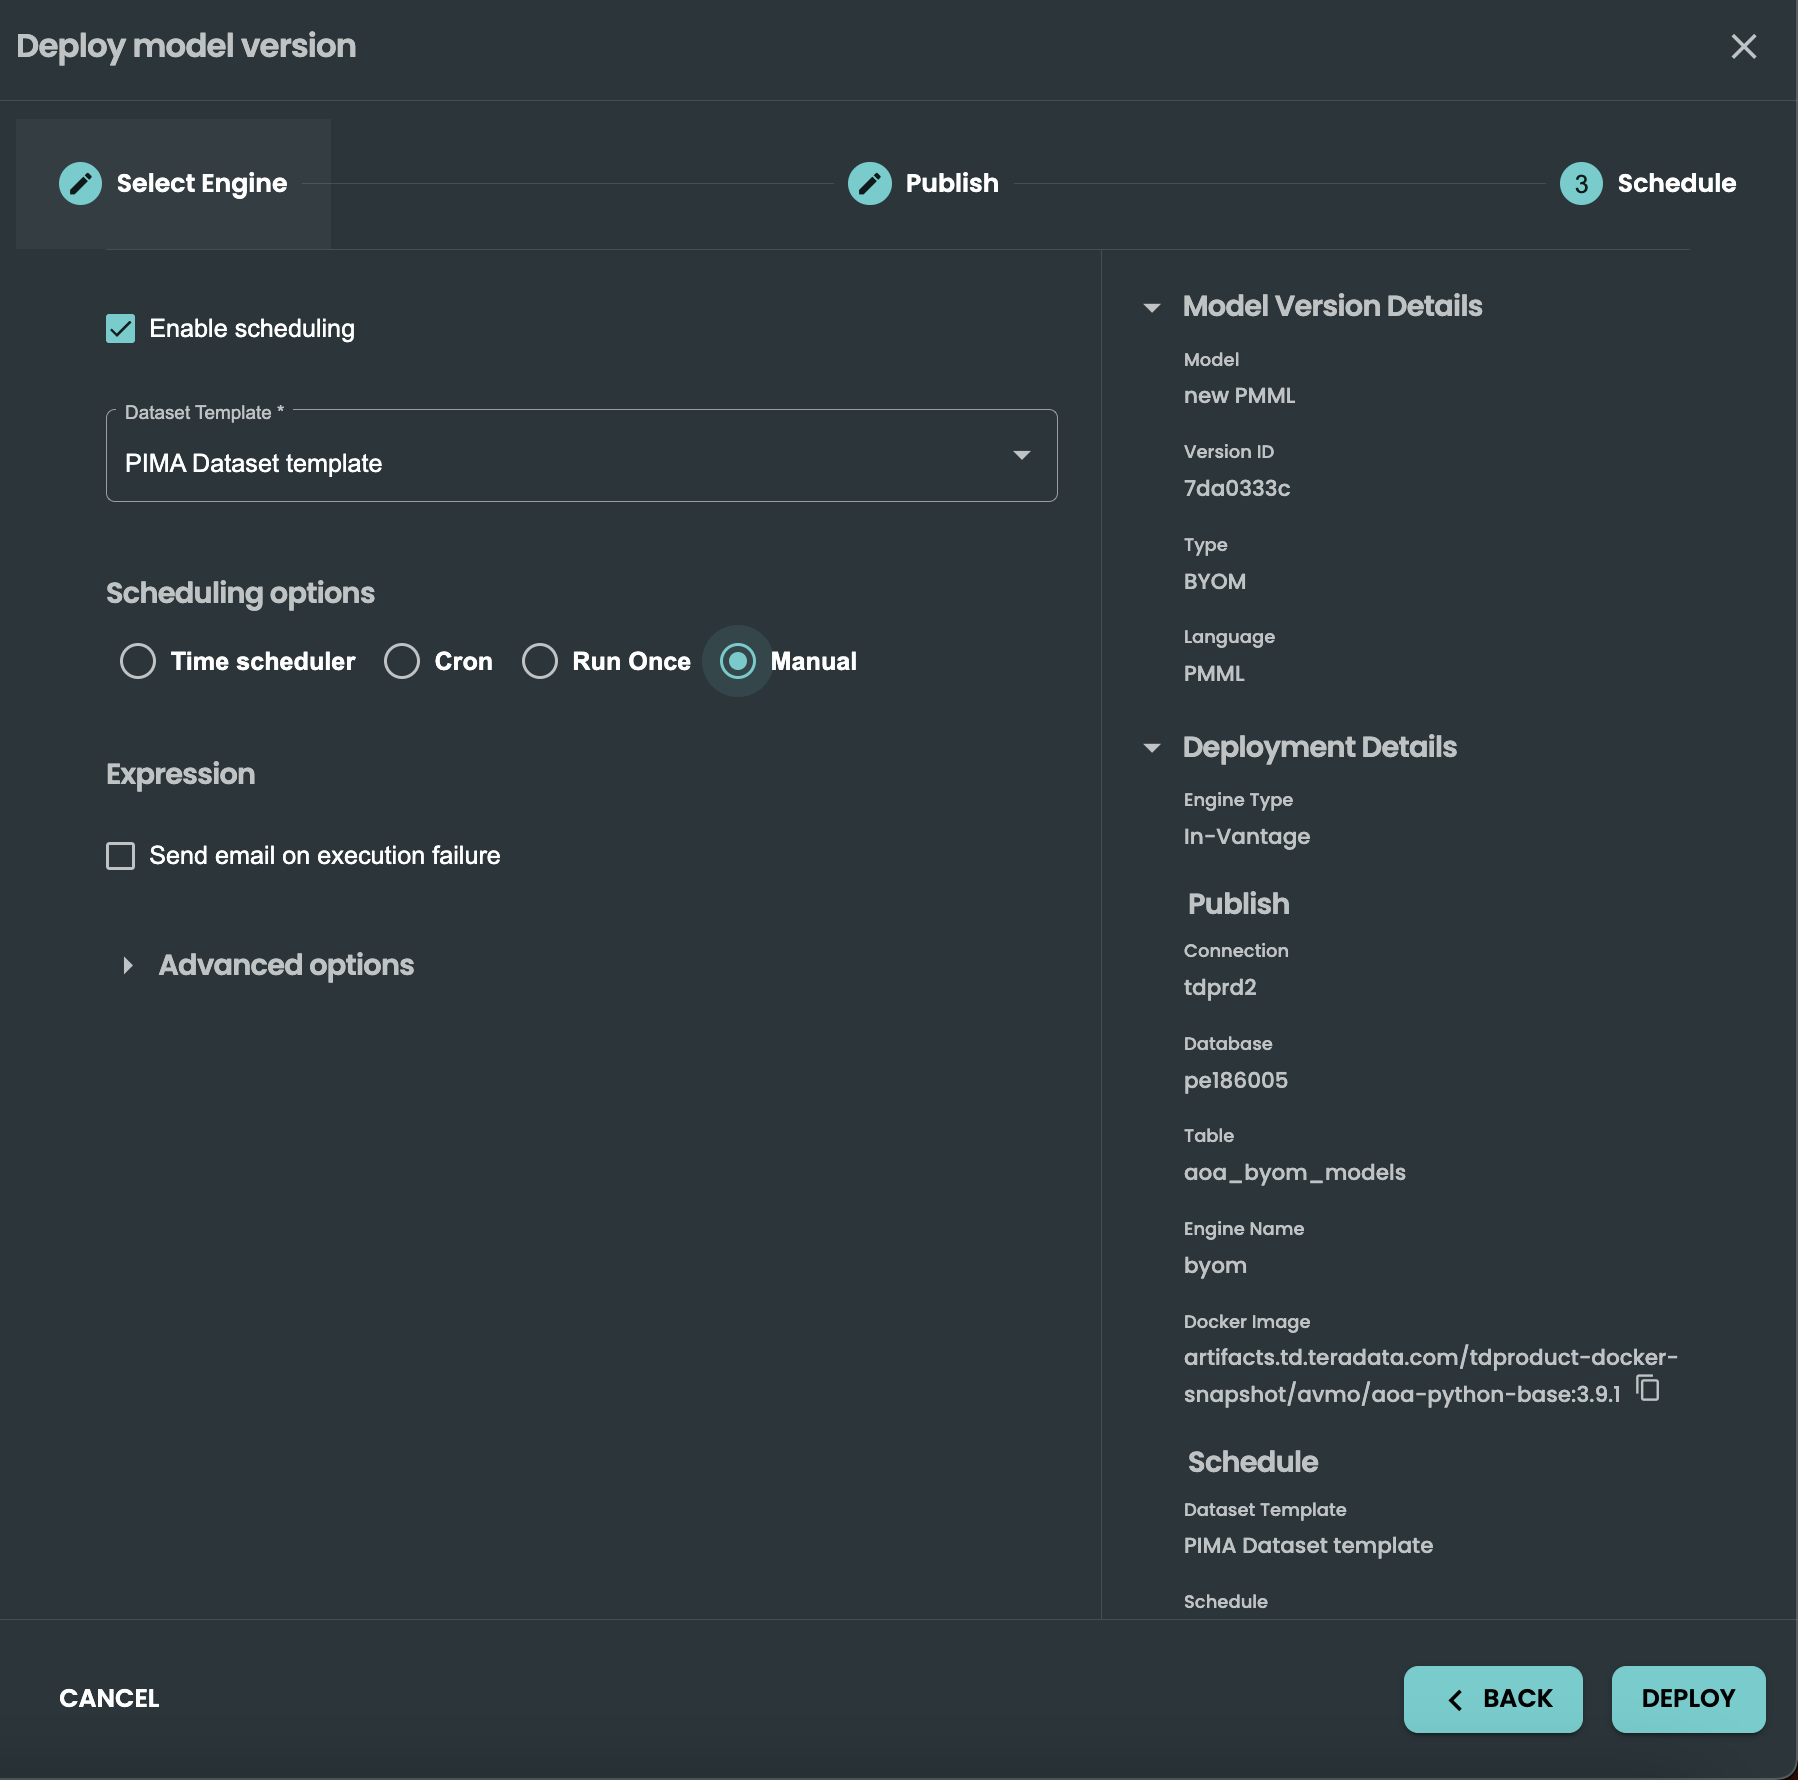 Deploy model version
Select Engine
Publish
3
Schedule
Enable scheduling
Dataset Template *
PIMA Dataset template
Scheduling options
Time scheduler
Cron
Run Once
Manual
Expression
Send email on execution failure
Advanced options
Model Version Details
Model
new PMML
Version ID
7da0333c
Type
BYOM
Language
PMML
Deployment Details
Engine Type
In-Vantage
Publish
Connection
tdprd2
Database
pe186005
Table
aoa_byom_models
Engine Name
byom
Docker Image
artifacts.td.teradata.com/tdproduct-docker-
snapshot/avmo/aoa-python-base:3.9.1
Schedule
Dataset Template
PIMA Dataset template
Schedule
CANCEL
BACK
DEPLOY